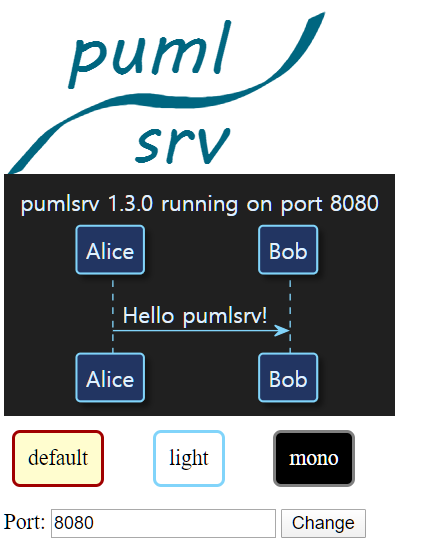 puml
srv
pumlsrv 1.3.0 running on port 8080
Alice Bob
Hello pumlsrv!
Alice Bob
default light mono
Port: 8080 Change